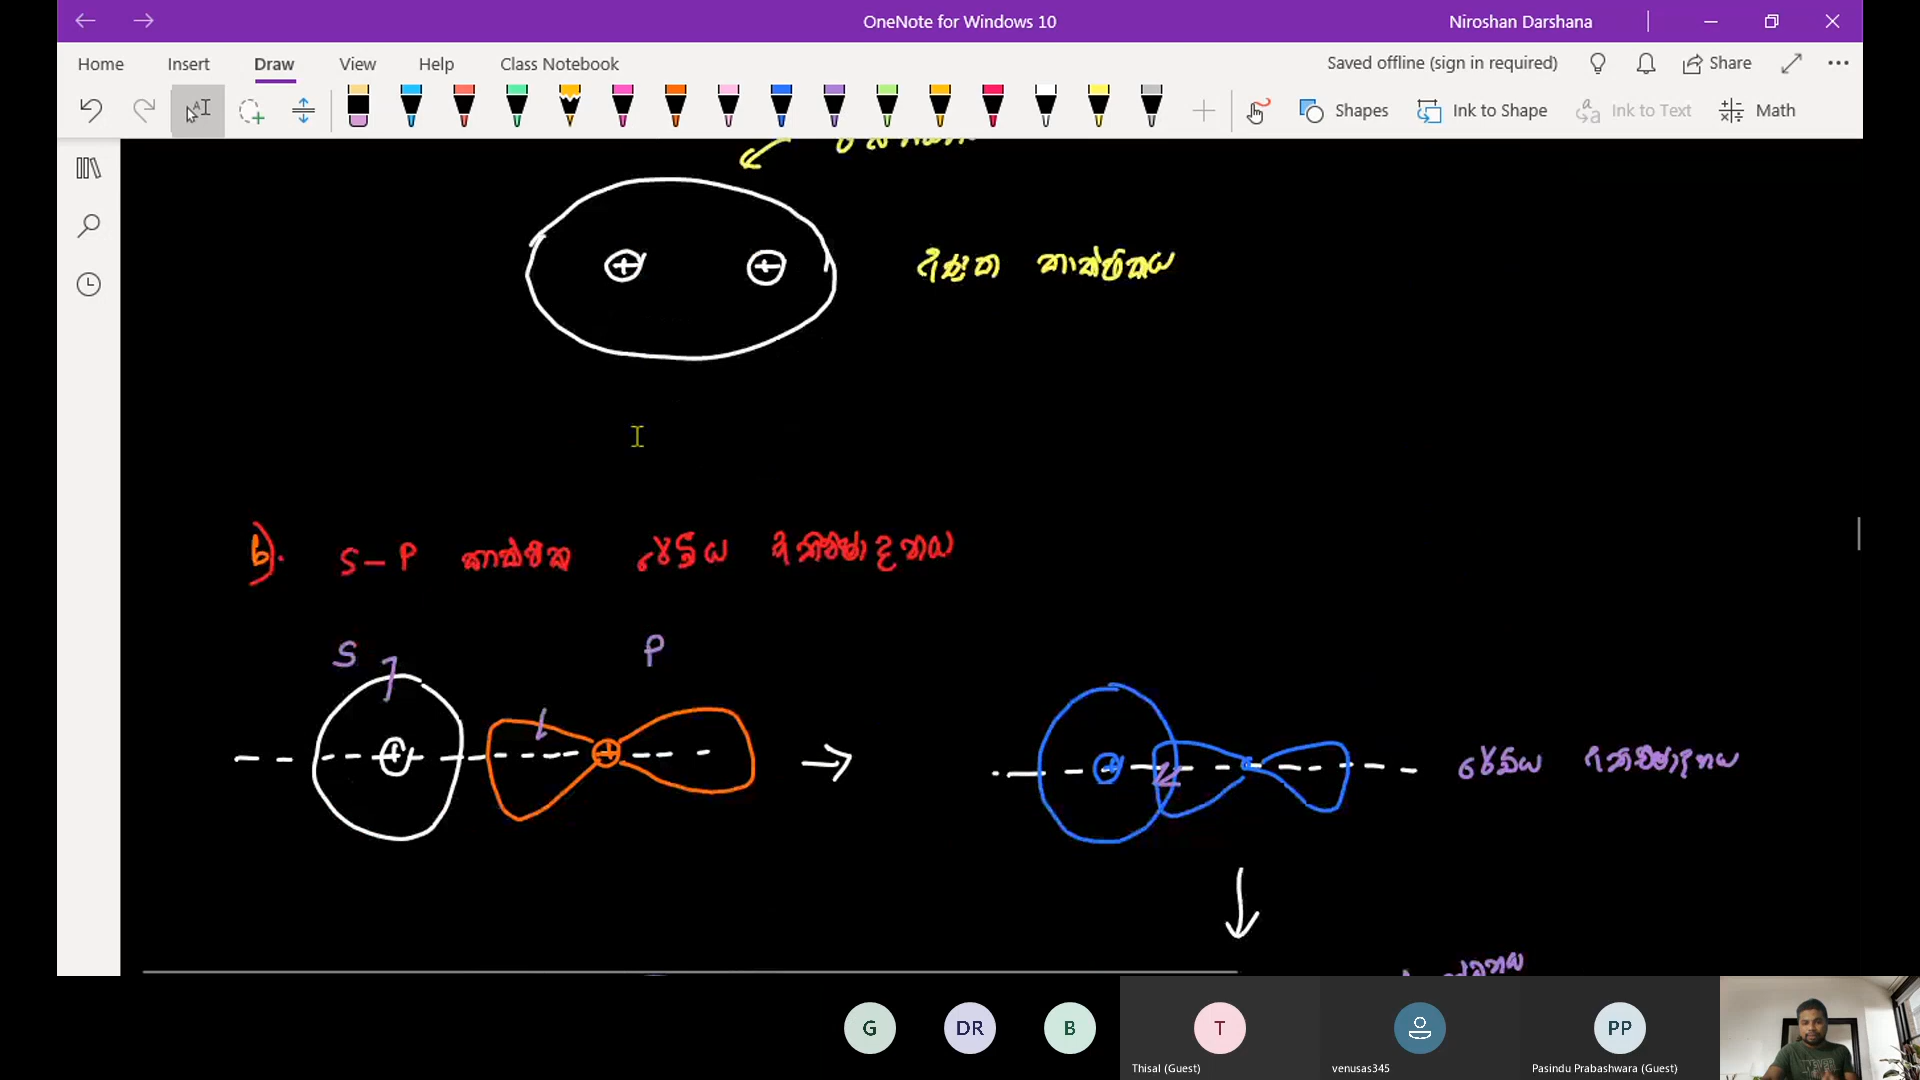 OneNote for Windows 10
Niroshan Darshana
Home Insert Draw View Help Class Notebook
Saved offline (sign in required) Share
Shapes Ink to Shape Ink to Text Math
කාක්ෂිකය
b). S - P කාක්ෂික රේඛීය අතිච්ඡාදනය
S P
රේඛීය අතිච්ඡාදනය
G DR B T PP
Thisal (Guest) venusas345 Pasindu Prabashwara (Guest)